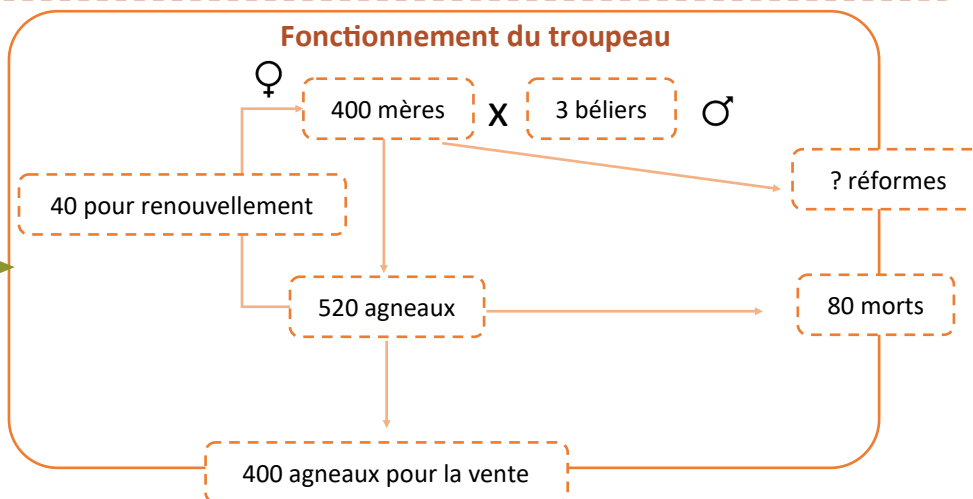 Fonctionnement du troupeau
♀
400 mères
x
3 béliers
♂
? réformes
40 pour renouvellement
520 agneaux
80 morts
400 agneaux pour la vente